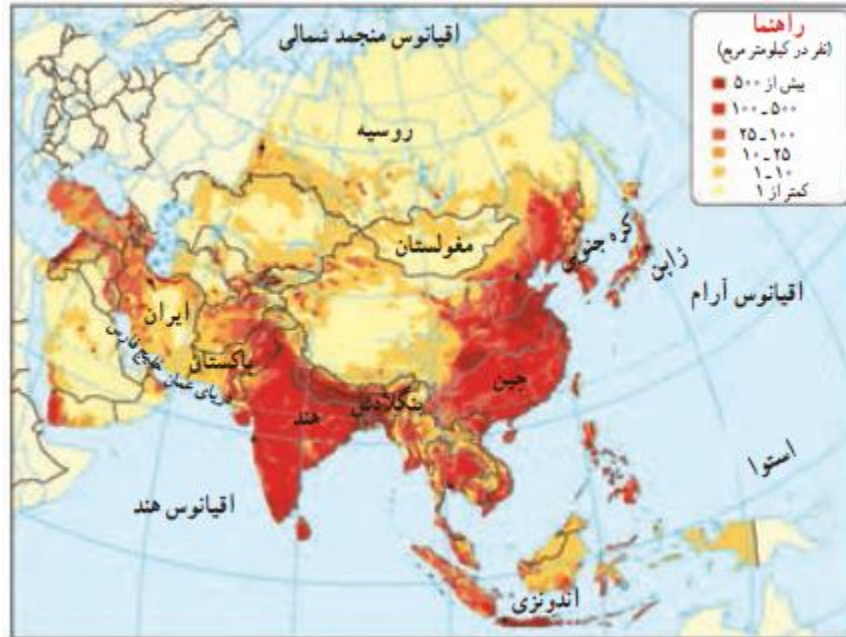 راهنما
(نفر در کیلومتر مربع)
بیش از ۵۰۰
۱۰۰-۵۰۰
۲۵-۱۰۰
۱۰-۲۵
۱-۱۰
کمتر از ۱
اقیانوس منجمد شمالی
روسیه
مغولستان
کره جنوبی
ژاپن
اقیانوس آرام
ایران
خلیج فارس
دریای عمان
پاکستان
چین
هند
بنگلادش
استوا
اقیانوس هند
اندونزی